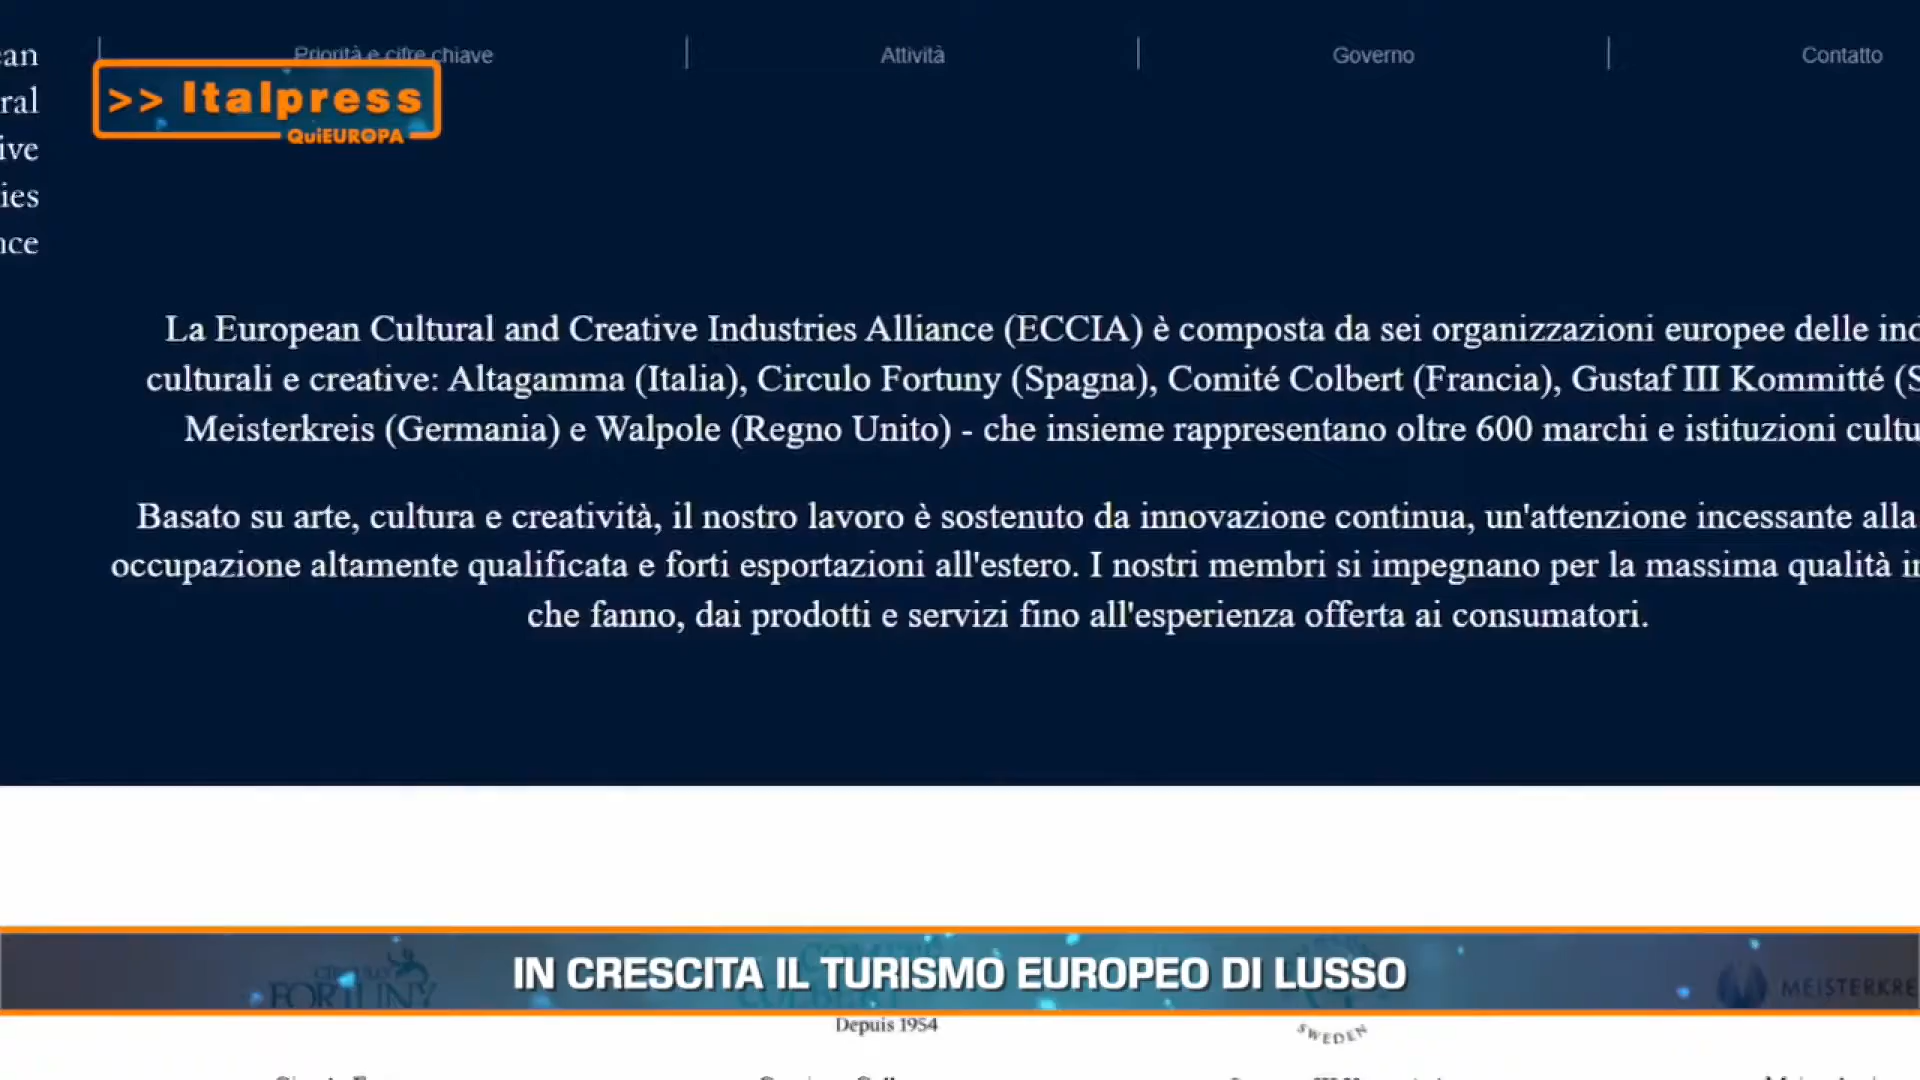 Priorità e cifre chiave
Attività
Governo
Contatto
>> Italpress
QuiEUROPA
La European Cultural and Creative Industries Alliance (ECCIA) è composta da sei organizzazioni europee delle
culturali e creative: Altagamma (Italia), Circulo Fortuny (Spagna), Comité Colbert (Francia), Gustaf III Kommitté
Meisterkreis (Germania) e Walpole (Regno Unito) - che insieme rappresentano oltre 600 marchi e istituzioni
Basato su arte, cultura e creatività, il nostro lavoro è sostenuto da innovazione continua, un'attenzione incessante alla
occupazione altamente qualificata e forti esportazioni all'estero. I nostri membri si impegnano per la massima qualità
che fanno, dai prodotti e servizi fino all'esperienza offerta ai consumatori.
IN CRESCITA IL TURISMO EUROPEO DI LUSSO
FORTUNY
COLBERT
Depuis 1954
SWEDEN